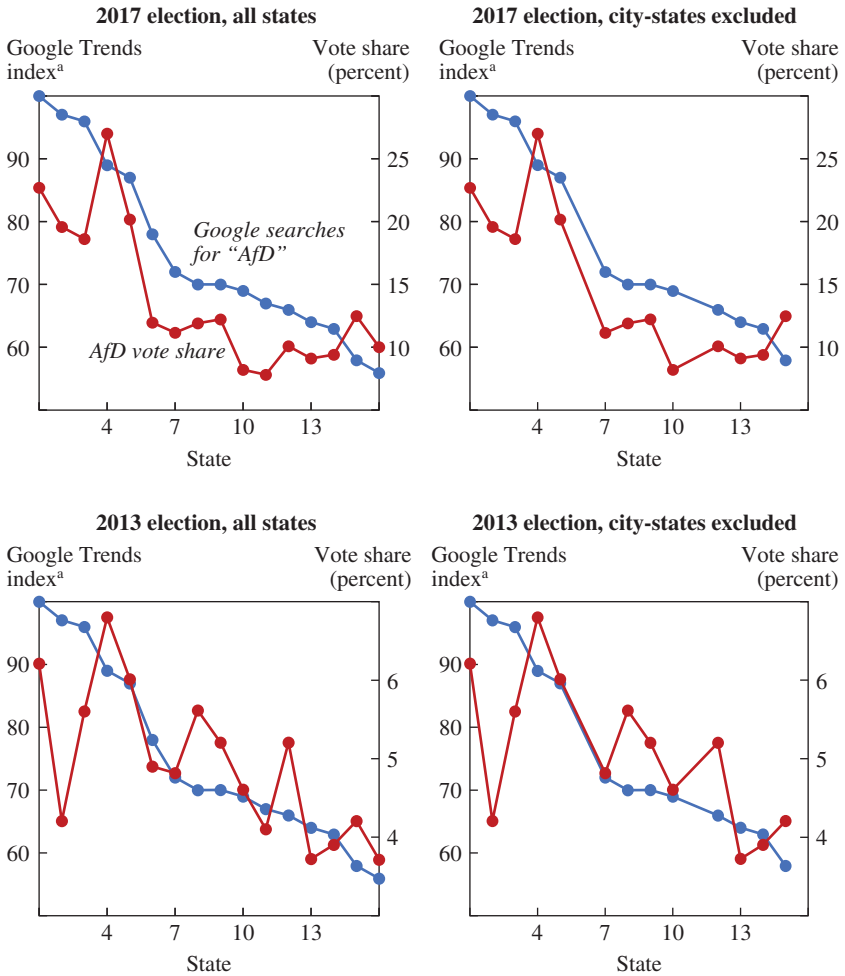 2017 election, all states
Google Trends
indexᵃ
Vote share
(percent)
90
80
70
60
25
20
15
10
Google searches
for “AfD”
AfD vote share
4 7 10 13
State
2017 election, city-states excluded
Google Trends
indexᵃ
Vote share
(percent)
90
80
70
60
25
20
15
10
4 7 10 13
State
2013 election, all states
Google Trends
indexᵃ
Vote share
(percent)
90
80
70
60
6
5
4
4 7 10 13
State
2013 election, city-states excluded
Google Trends
indexᵃ
Vote share
(percent)
90
80
70
60
6
5
4
4 7 10 13
State